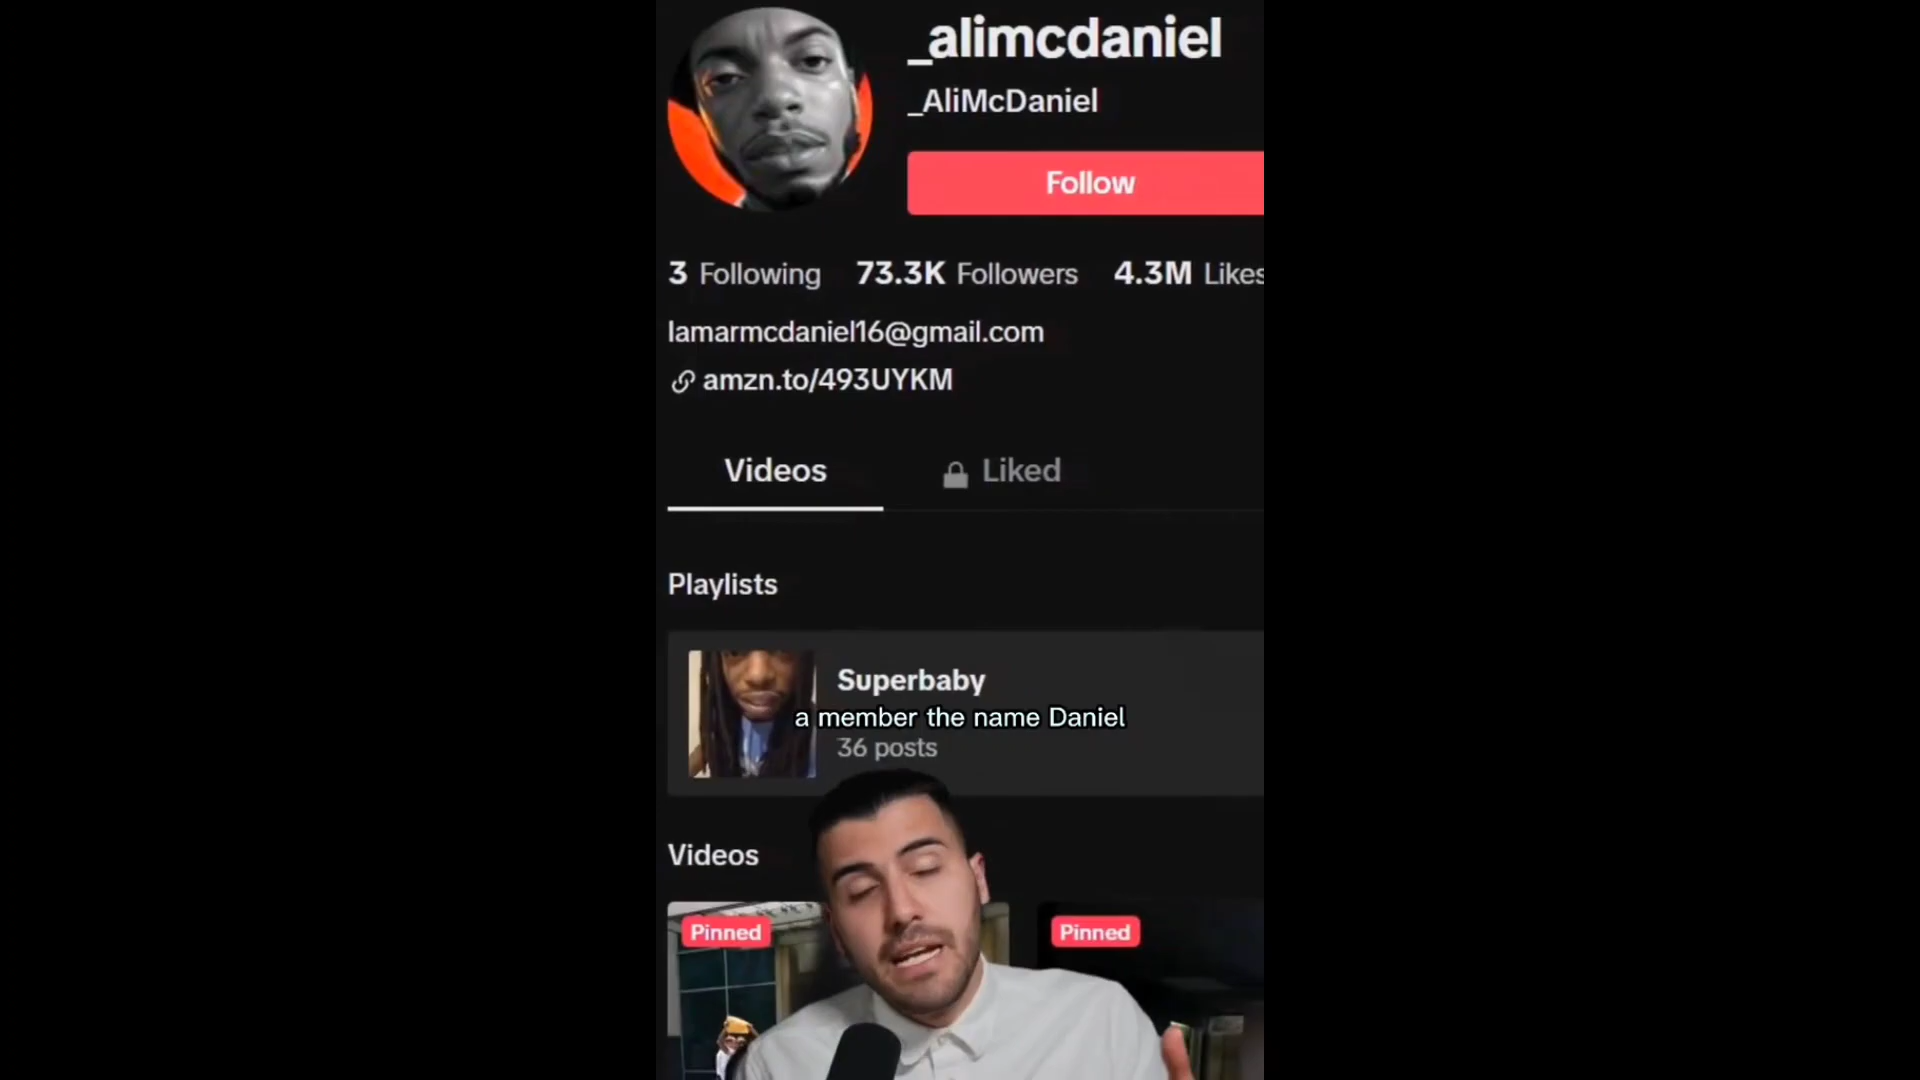 _alimcdaniel
_AliMcDaniel
Follow
3 Following 73.3K Followers 4.3M Likes
lamarmcdaniel16@gmail.com
amzn.to/493UYKM
Videos Liked
Playlists
Superbaby
a member the name Daniel
36 posts
Videos
Pinned Pinned